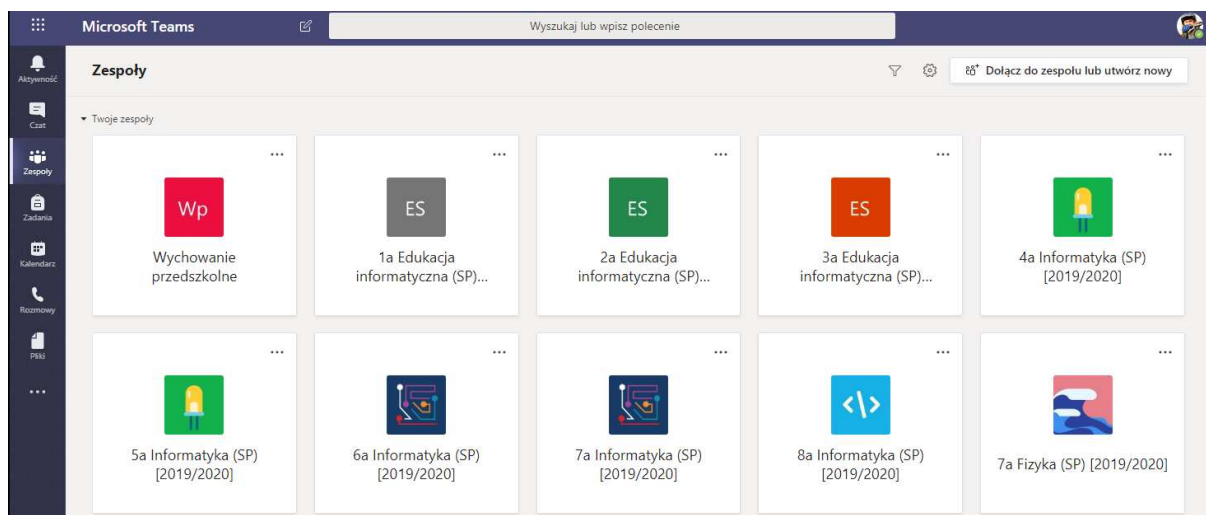 Microsoft Teams
Wyszukaj lub wpisz polecenie
Aktywność
Czat
Zespoły
Zadania
Kalendarz
Rozmowy
Pliki
Zespoły
Dołącz do zespołu lub utwórz nowy
Twoje zespoły
Wp
Wychowanie
przedszkolne
ES
1a Edukacja
informatyczna (SP)...
ES
2a Edukacja
informatyczna (SP)...
ES
3a Edukacja
informatyczna (SP)...
4a Informatyka (SP)
[2019/2020]
5a Informatyka (SP)
[2019/2020]
6a Informatyka (SP)
[2019/2020]
7a Informatyka (SP)
[2019/2020]
8a Informatyka (SP)
[2019/2020]
7a Fizyka (SP) [2019/2020]